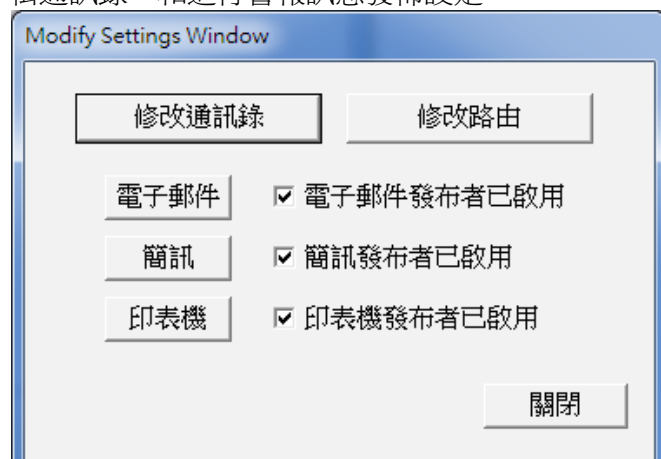 Modify Settings Window
修改通訊錄 修改路由
電子郵件 電子郵件發布者已啟用
簡訊 簡訊發布者已啟用
印表機 印表機發布者已啟用
關閉